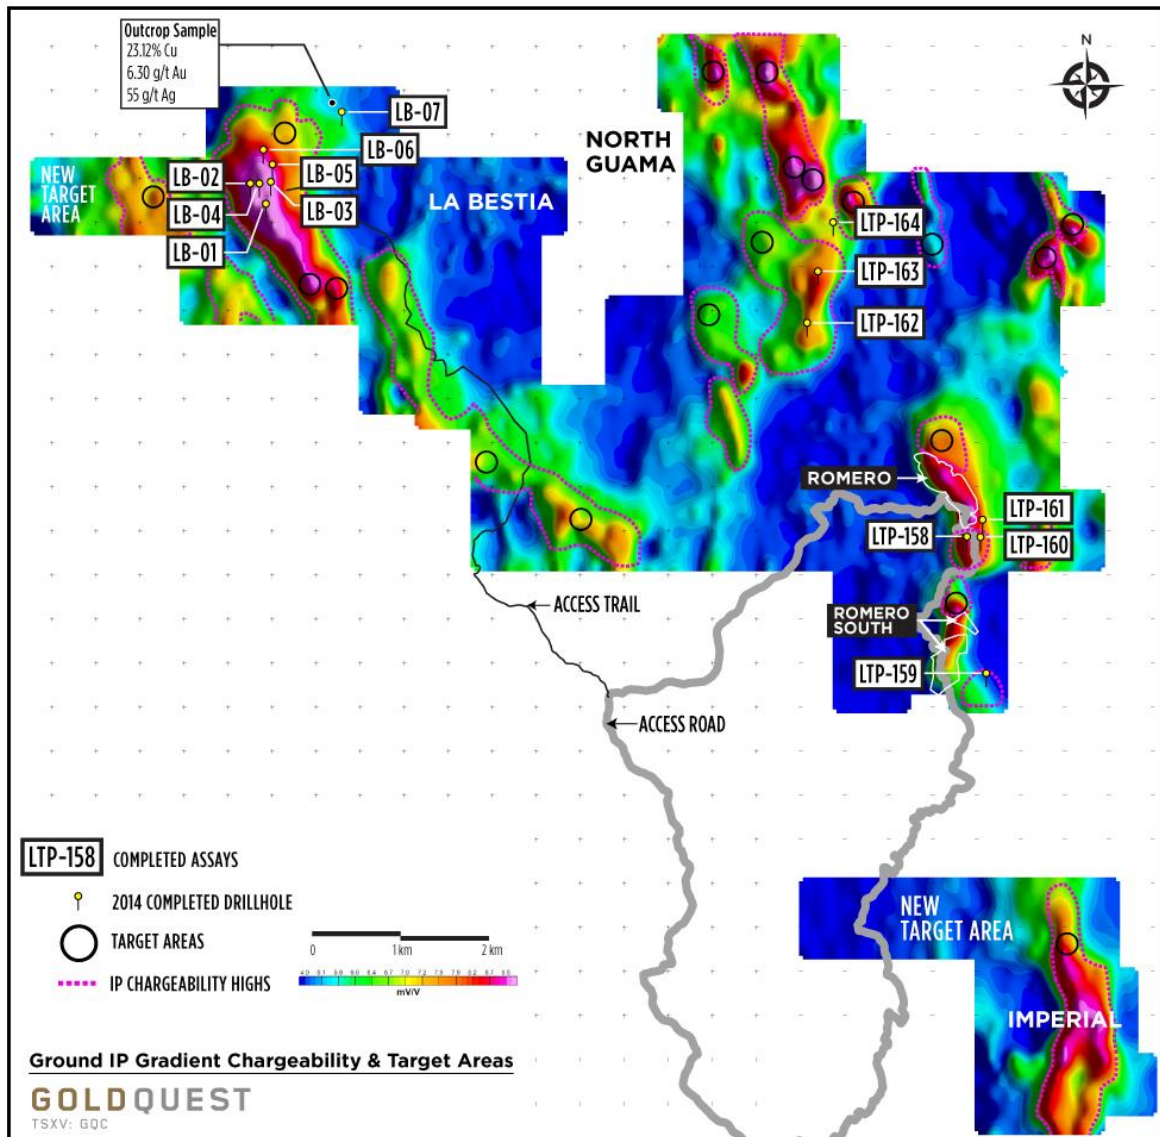 Outcrop Sample
23.12% Cu
6.30 g/t Au
55 g/t Ag
N
LB-07
NORTH
GUAMA
LB-06
LB-05
LB-02
NEW
TARGET
AREA
LA BESTIA
LB-04
LB-03
LB-01
LTP-164
LTP-163
LTP-162
ROMERO
LTP-161
LTP-158
LTP-160
ACCESS TRAIL
ROMERO
SOUTH
LTP-159
ACCESS ROAD
LTP-158 COMPLETED ASSAYS
2014 COMPLETED DRILLHOLE
TARGET AREAS
0 1 km 2 km
IP CHARGEABILITY HIGHS
mV/V
NEW
TARGET AREA
IMPERIAL
Ground IP Gradient Chargeability & Target Areas
GOLDQUEST
TSXV: GQC